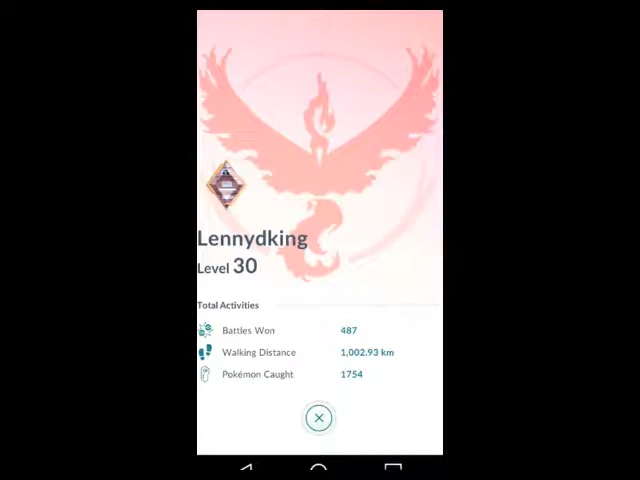 Lennydking
Level 30
Total Activities
Battles Won 487
Walking Distance 1,002.93 km
Pokémon Caught 1754